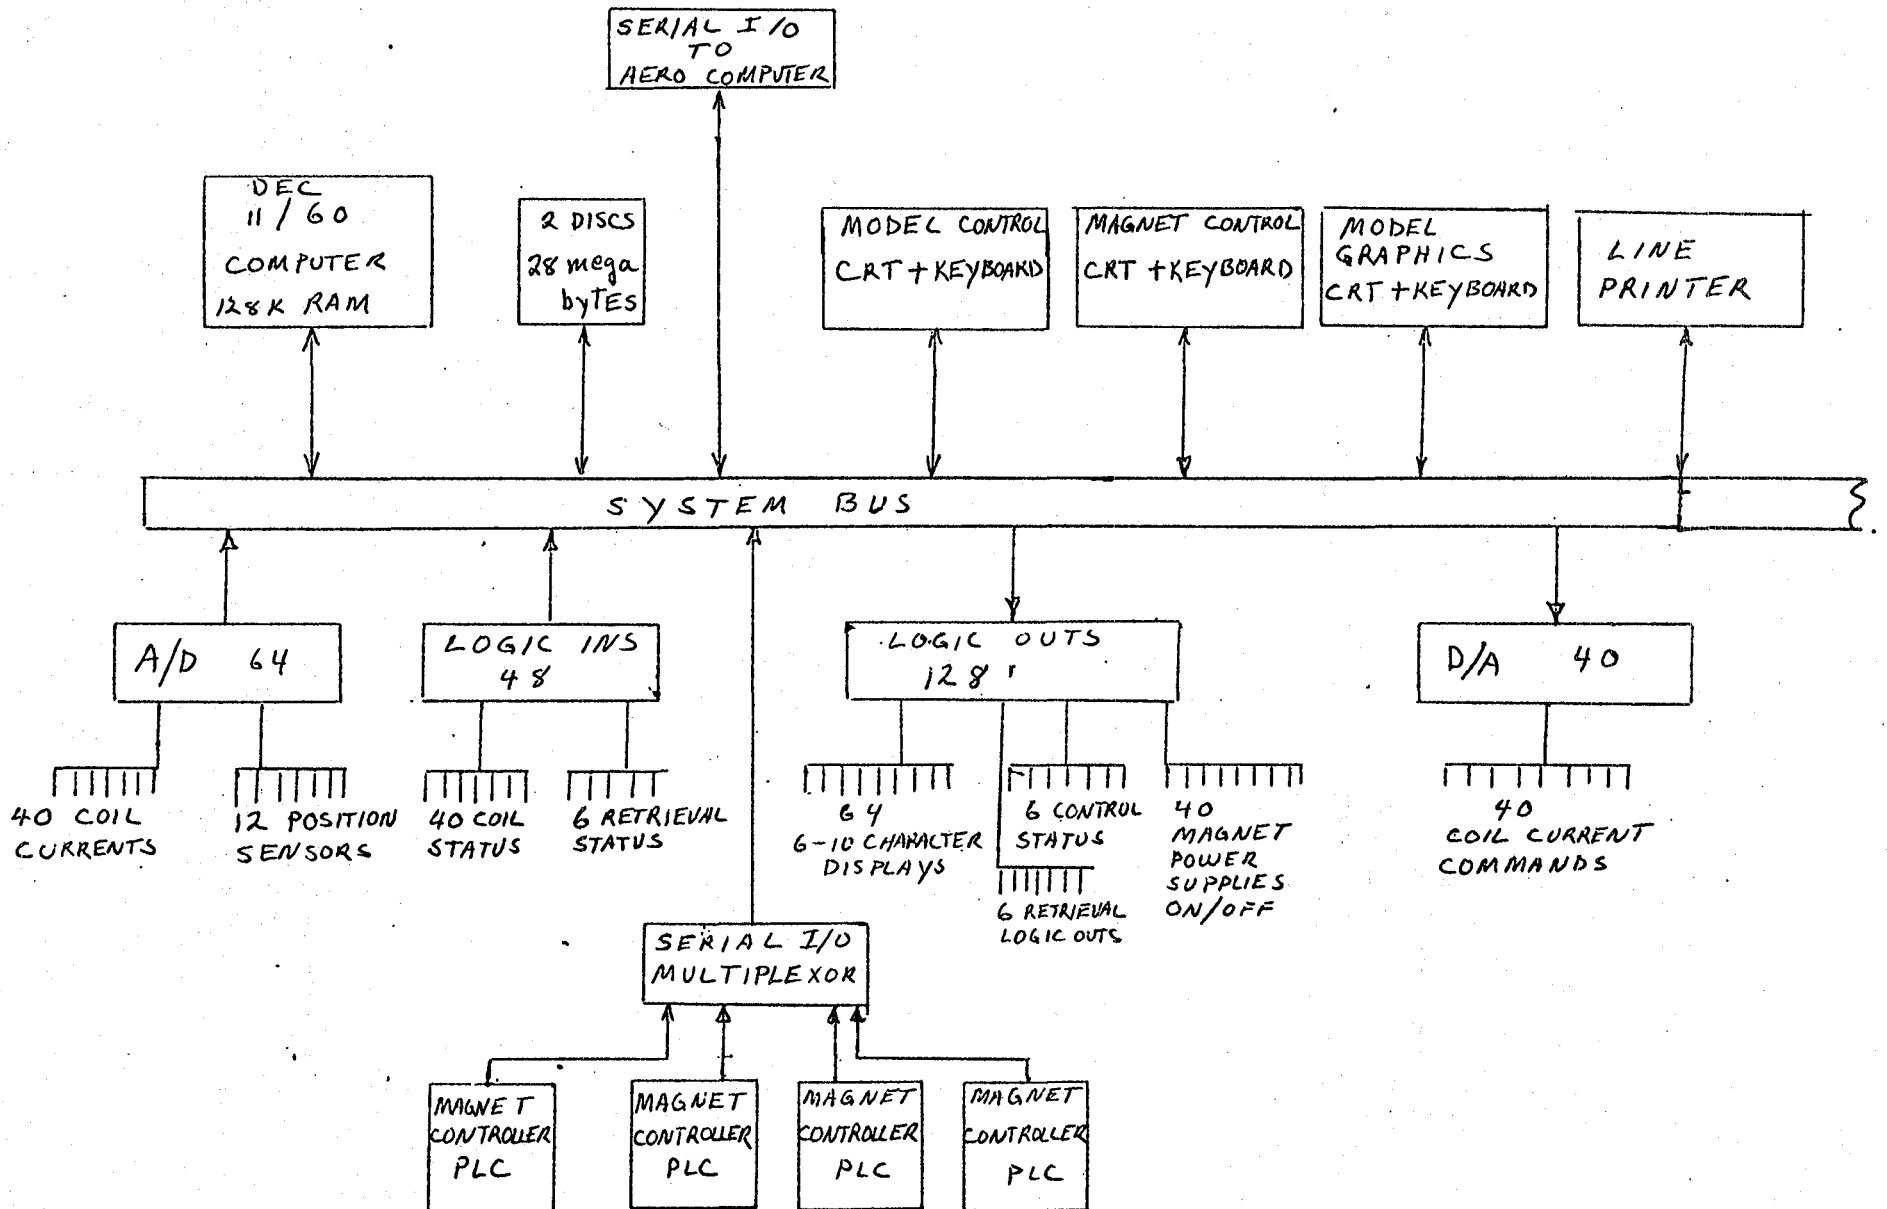 SERIAL I/O
TO
AERO COMPUTER
DEC
11/60
COMPUTER
128K RAM
2 DISCS
28 mega
byTES
MODEL CONTROL
CRT + KEYBOARD
MAGNET CONTROL
CRT + KEYBOARD
MODEL
GRAPHICS
CRT + KEYBOARD
LINE
PRINTER
SYSTEM BUS
A/D 64
LOGIC INS
48
LOGIC OUTS
128
D/A 40
40 COIL
CURRENTS
12 POSITION
SENSORS
40 COIL
STATUS
6 RETRIEVAL
STATUS
64
6-10 CHARACTER
DISPLAYS
6 CONTROL
STATUS
6 RETRIEVAL
LOGIC OUTS
40
MAGNET
POWER
SUPPLIES
ON/OFF
40
COIL CURRENT
COMMANDS
SERIAL I/O
MULTIPLEXOR
MAGNET
CONTROLLER
PLC
MAGNET
CONTROLLER
PLC
MAGNET
CONTROLLER
PLC
MAGNET
CONTROLLER
PLC